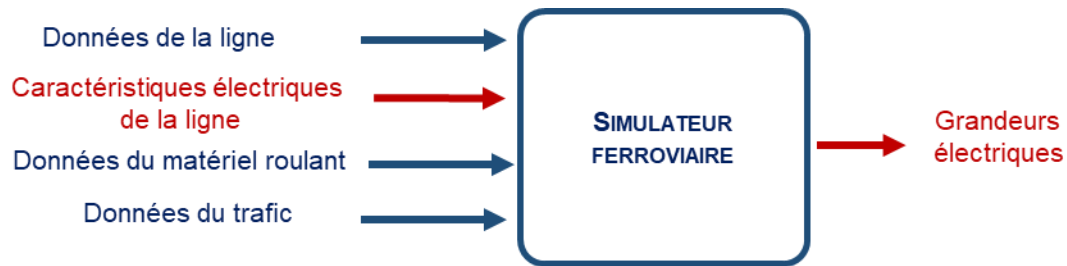 Données de la ligne
Caractéristiques électriques
de la ligne
Données du matériel roulant
Données du trafic
SIMULATEUR
FERROVIAIRE
Grandeurs
électriques